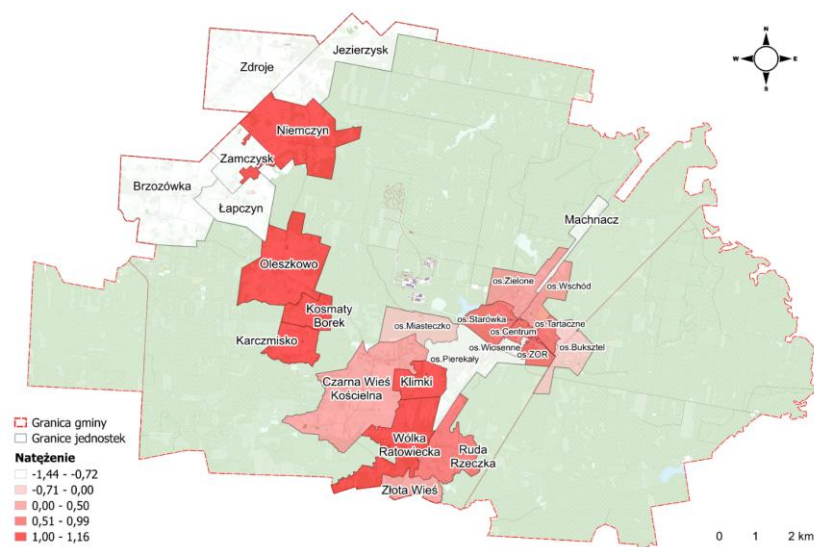 N
W E
S
Jezierzysk
Zdroje
Niemczyn
Zamczysk
Brzozówka
Łapczyn
Machnacz
Oleszkowo
os.Zielone
os.Wschód
Kosmaty
Borek
os.Starówka
os.Miasteczko
os.Centrum
os.Tartaczne
Karczmisko
os.Wiosenne
os.Buksztel
os.Pierekały
os.ZOR
Czarna Wieś
Kościelna
Klimki
Wólka
Ratowiecka
Ruda
Rzeczka
Złota Wieś
Granica gminy
Granice jednostek
Natężenie
-1,44 - -0,72
-0,71 - 0,00
0,00 - 0,50
0,51 - 0,99
1,00 - 1,16
0 1 2 km